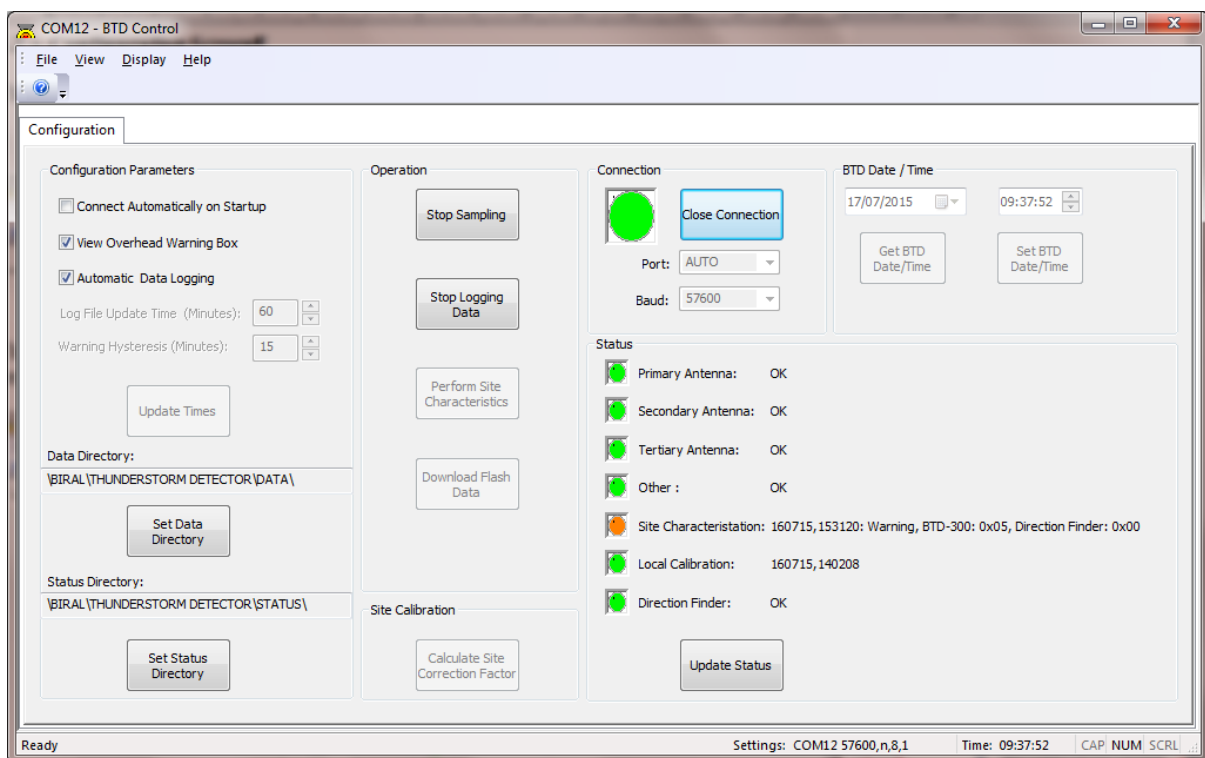 COM12 - BTD Control
File View Display Help
Configuration
Configuration Parameters
Connect Automatically on Startup
View Overhead Warning Box
Automatic Data Logging
Log File Update Time (Minutes): 60
Warning Hysteresis (Minutes): 15
Update Times
Data Directory:
\BIRAL\THUNDERSTORM DETECTOR\DATA\
Set Data
Directory
Status Directory:
\BIRAL\THUNDERSTORM DETECTOR\STATUS\
Set Status
Directory
Operation
Stop Sampling
Stop Logging
Data
Perform Site
Characteristics
Download Flash
Data
Site Calibration
Calculate Site
Correction Factor
Connection
Close Connection
Port: AUTO
Baud: 57600
BTD Date / Time
17/07/2015 09:37:52
Get BTD
Date/Time
Set BTD
Date/Time
Status
Primary Antenna: OK
Secondary Antenna: OK
Tertiary Antenna: OK
Other : OK
Site Characteristation: 160715,153120: Warning, BTD-300: 0x05, Direction Finder: 0x00
Local Calibration: 160715,140208
Direction Finder: OK
Update Status
Ready Settings: COM12 57600,n,8,1 Time: 09:37:52 CAP NUM SCRL